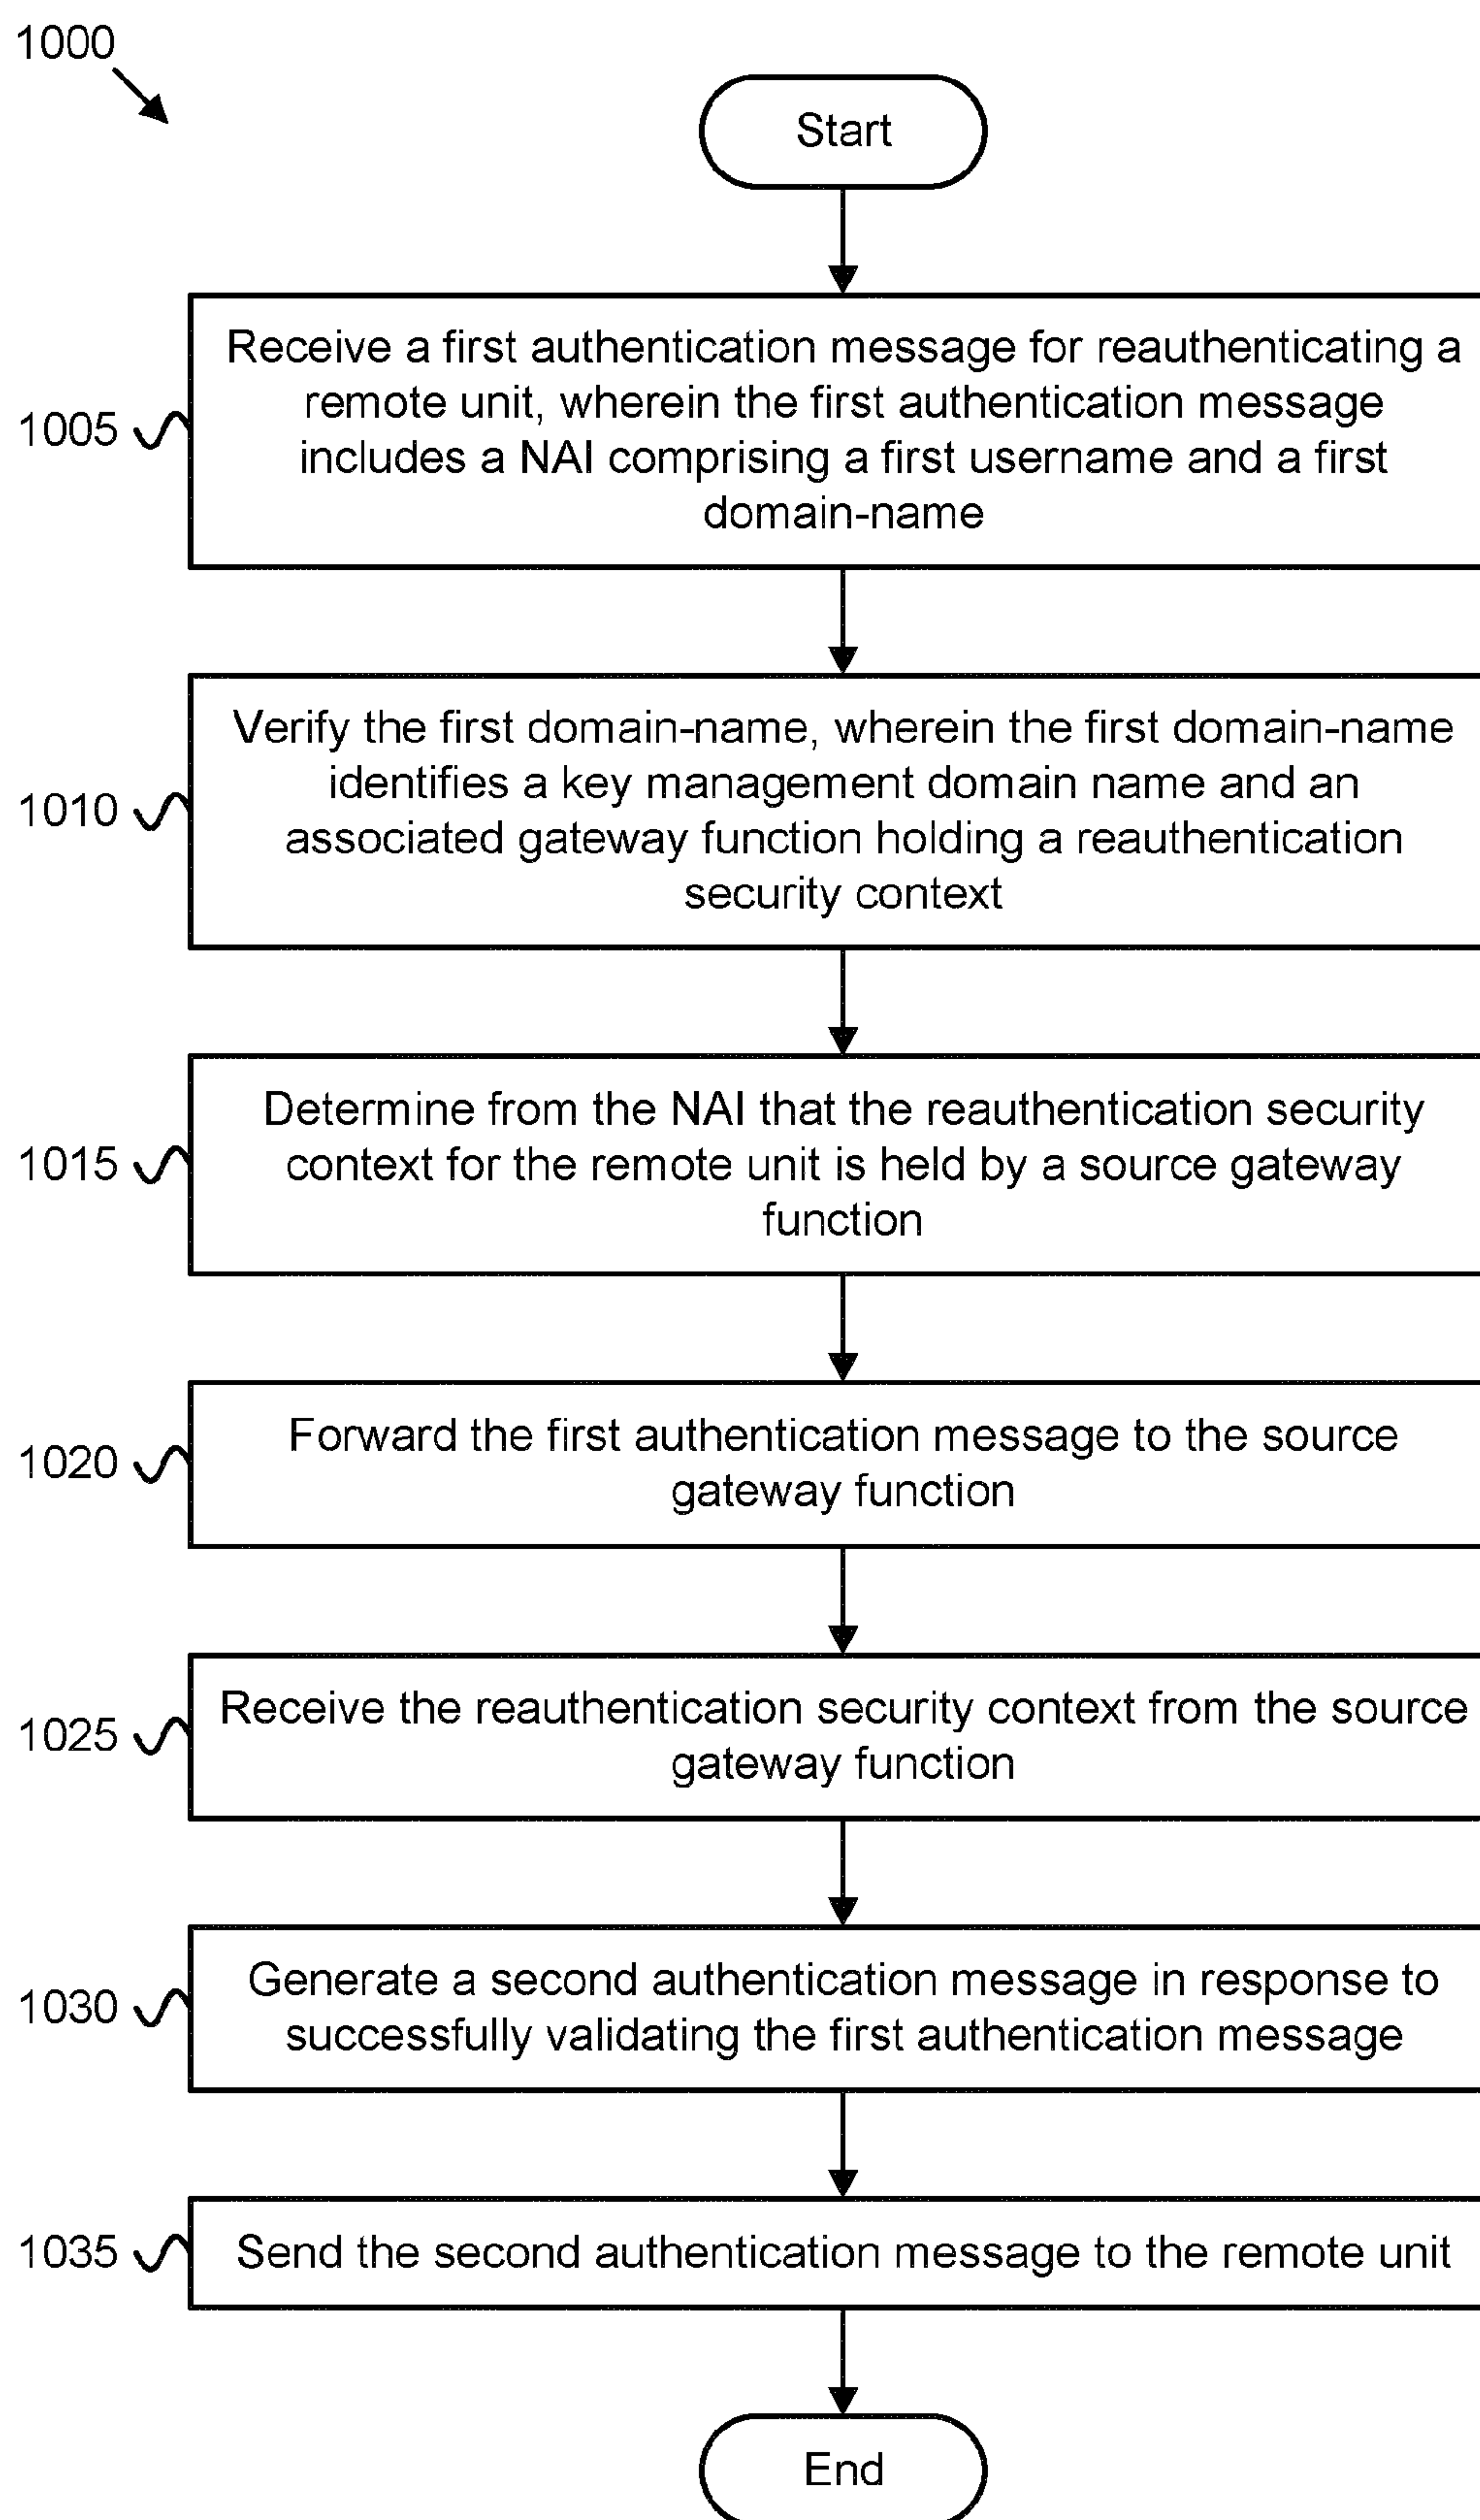 1000
Start
Receive a first authentication message for reauthenticating a
remote unit, wherein the first authentication message
includes a NAI comprising a first username and a first
domain-name
1005
Verify the first domain-name, wherein the first domain-name
identifies a key management domain name and an
associated gateway function holding a reauthentication
security context
1010
Determine from the NAI that the reauthentication security
context for the remote unit is held by a source gateway
function
1015
Forward the first authentication message to the source
gateway function
1020
Receive the reauthentication security context from the source
gateway function
1025
Generate a second authentication message in response to
successfully validating the first authentication message
1030
Send the second authentication message to the remote unit
1035
End